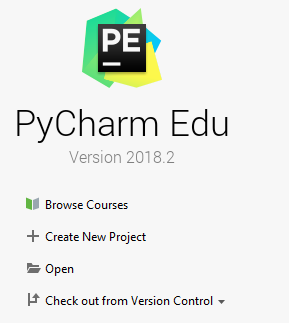 PE
PyCharm Edu
Version 2018.2
Browse Courses
Create New Project
Open
Check out from Version Control